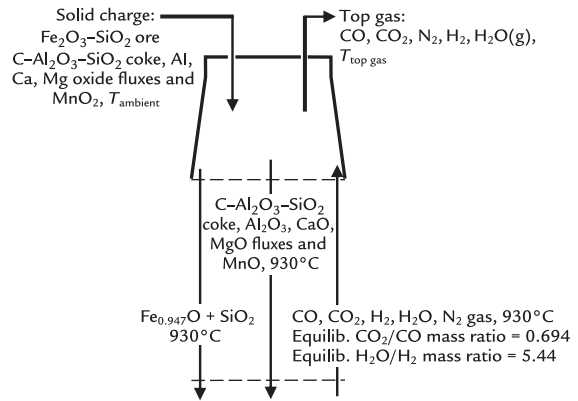 Solid charge:
Fe₂O₃–SiO₂ ore
C–Al₂O₃–SiO₂ coke, Al,
Ca, Mg oxide fluxes and
MnO₂, T_ambient
Top gas:
CO, CO₂, N₂, H₂, H₂O(g),
T_top gas
C–Al₂O₃–SiO₂
coke, Al₂O₃, CaO,
MgO fluxes and
MnO, 930°C
Fe₀.₉₄₇O + SiO₂
930°C
CO, CO₂, H₂, H₂O, N₂ gas, 930°C
Equilib. CO₂/CO mass ratio = 0.694
Equilib. H₂O/H₂ mass ratio = 5.44